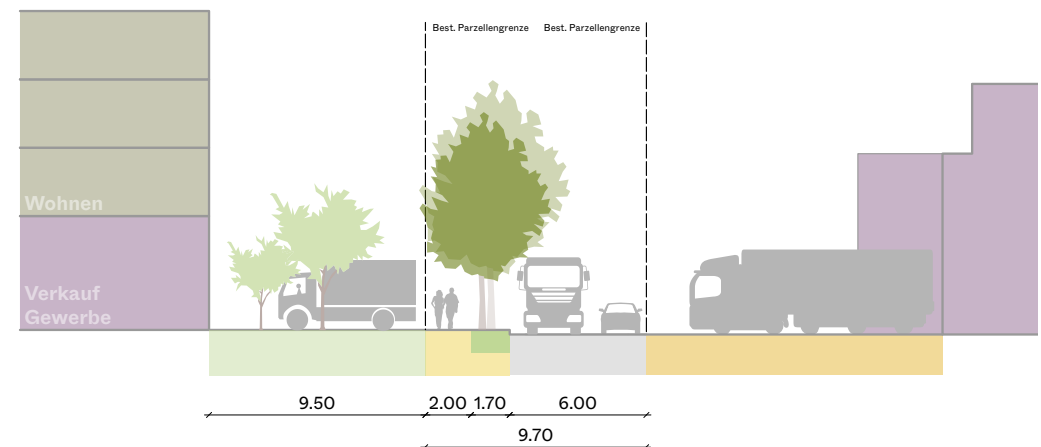 Best. Parzellengrenze Best. Parzellengrenze
Wohnen
Verkauf
Gewerbe
9.50 2.00 1.70 6.00
9.70